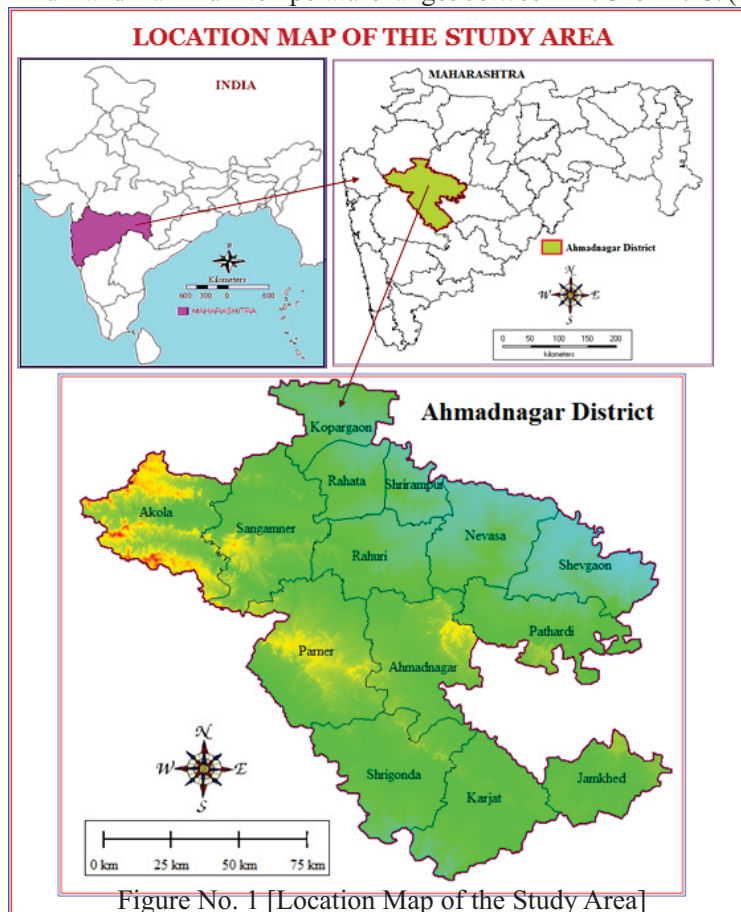 LOCATION MAP OF THE STUDY AREA
INDIA
N
Kilometers
600 300 0 600
MAHARASHTRA
MAHARASHTRA
Ahmadnagar District
N
W E
S
0 50 100 150 200
kilometers
Ahmadnagar District
Kopargaon
Rahata
Shrirampur
Akola
Sangamner
Nevasa
Rahuri
Shevgaon
Pathardi
Parner
Ahmadnagar
N
W E
S
Shrigonda
Karjat
Jamkhed
0 km 25 km 50 km 75 km
Figure No. 1 [Location Map of the Study Area]